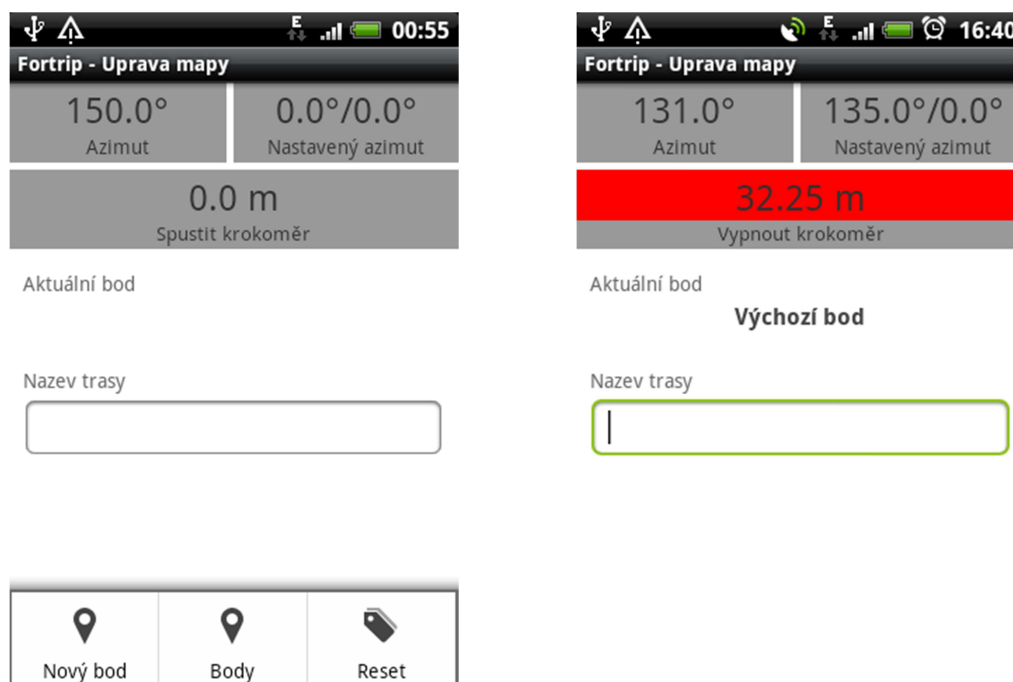 E 00:55
Fortrip - Uprava mapy
150.0° 0.0°/0.0°
Azimut Nastavený azimut
0.0 m
Spustit krokoměr
Aktuální bod
Nazev trasy
Nový bod Body Reset
E 16:40
Fortrip - Uprava mapy
131.0° 135.0°/0.0°
Azimut Nastavený azimut
32.25 m
Vypnout krokoměr
Aktuální bod
Výchozí bod
Nazev trasy